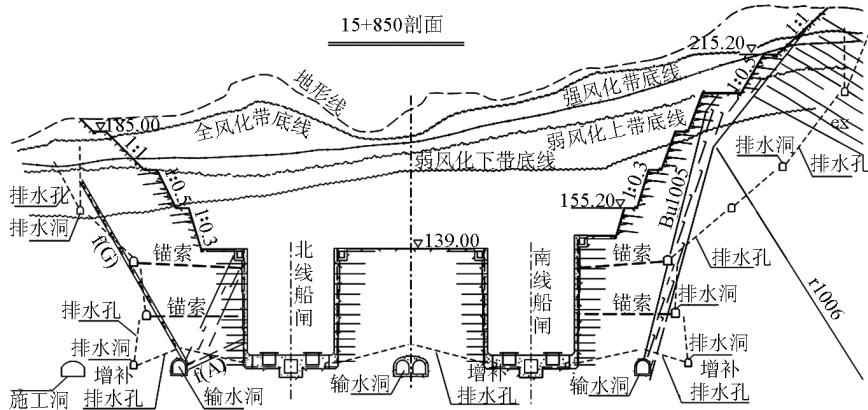 15+850剖面
1:1
215.20
1:0.5
地形线
强风化带底线
185.00
全风化带底线
弱风化上带底线
1:1
弱风化下带底线
排水洞
排水孔
1:0.5
1:0.3
排水孔
155.20
Bu1005
排水洞
1:0.3
f(G)
锚索
北线船闸
139.00
南线船闸
锚索
排水孔
锚索
锚索
排水洞
r1006
排水孔
排水洞
排水洞
增补
f(A)
增补
增补
施工洞
排水孔
输水洞
输水洞
排水孔
输水洞
排水孔